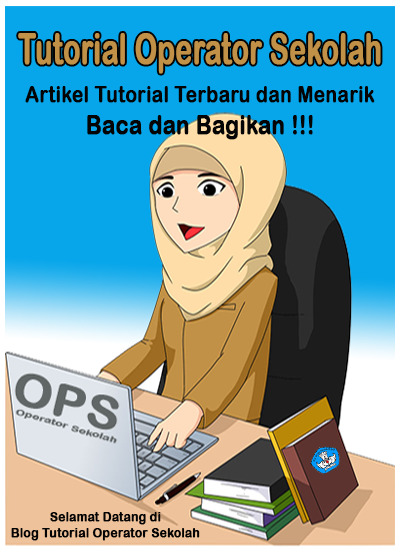 Tutorial Operator Sekolah
Artikel Tutorial Terbaru dan Menarik
Baca dan Bagikan !!!
OPS
Operator Sekolah
Selamat Datang di
Blog Tutorial Operator Sekolah